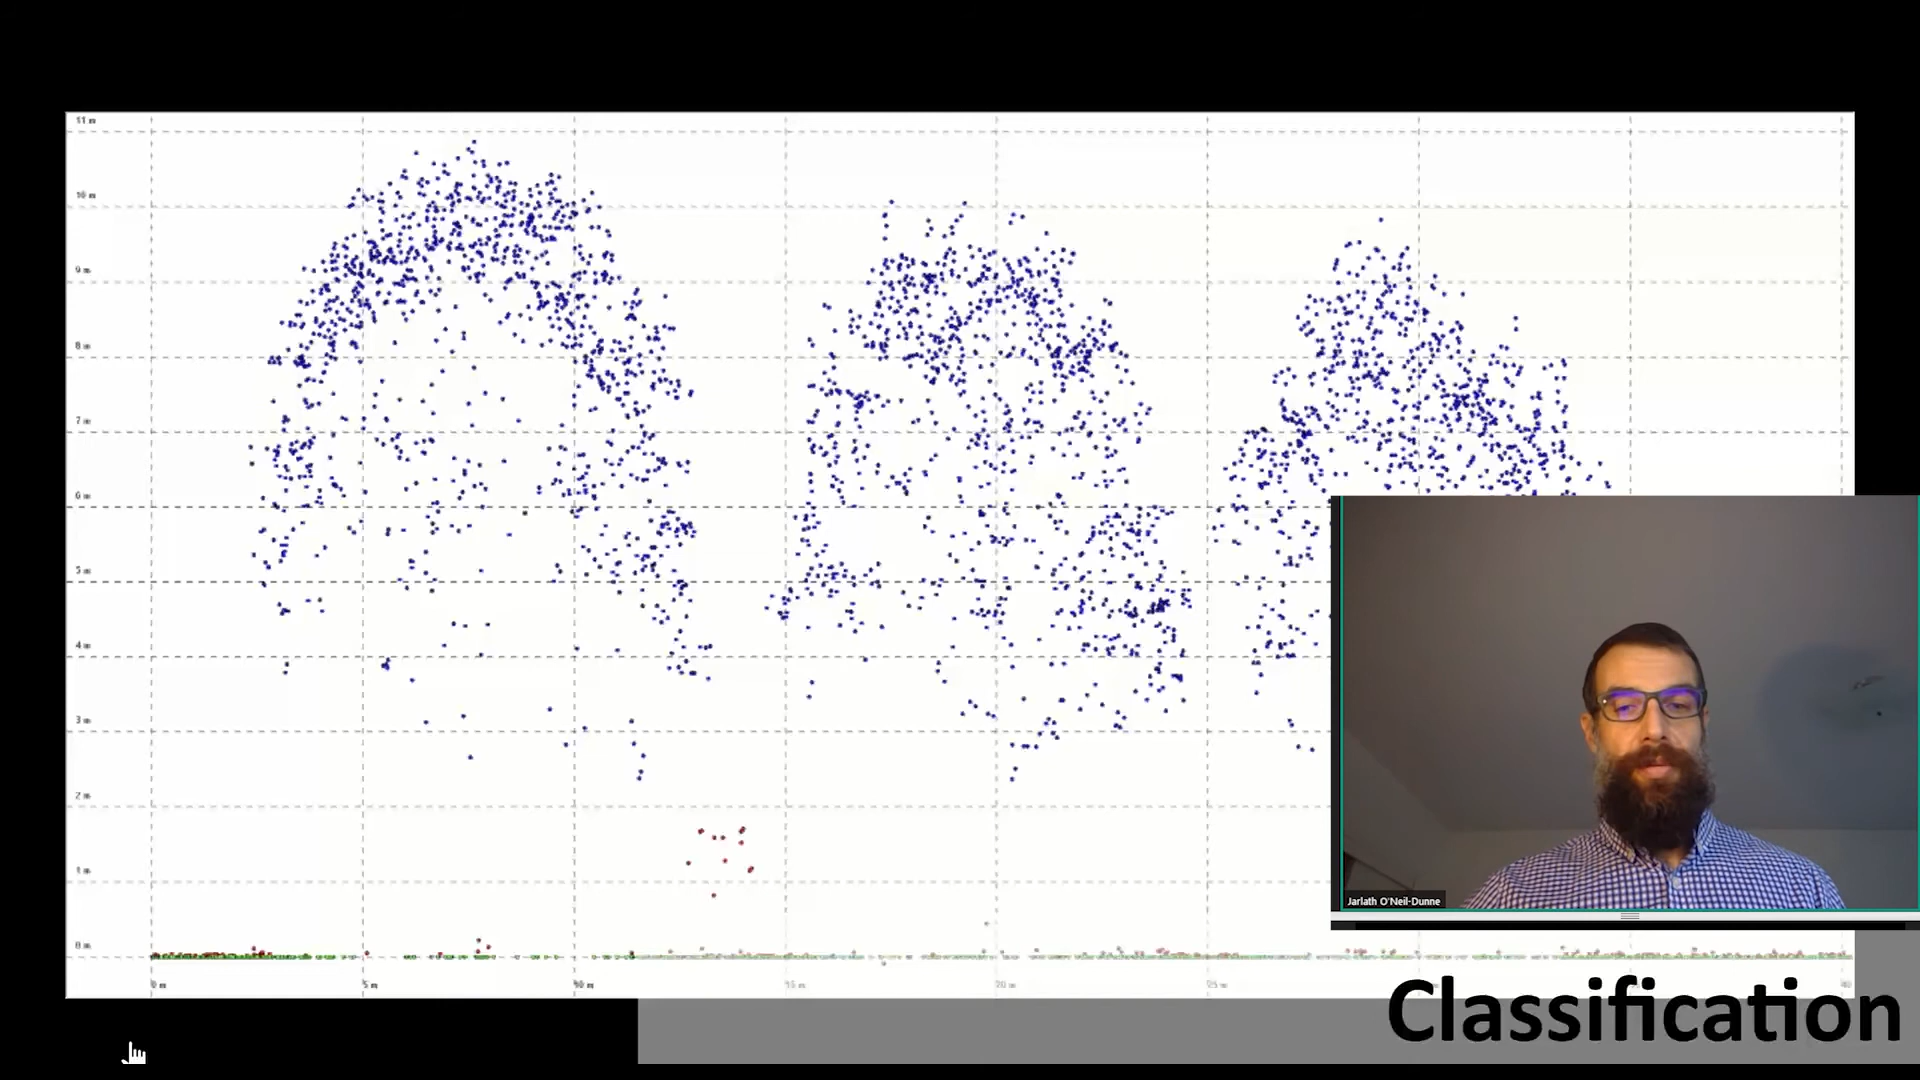 11 m
10 m
9 m
8 m
7 m
6 m
5 m
4 m
3 m
2 m
1 m
0 m
0 m
5 m
10 m
15 m
20 m
25 m
40
Jarlath O'Neil-Dunne
Classification